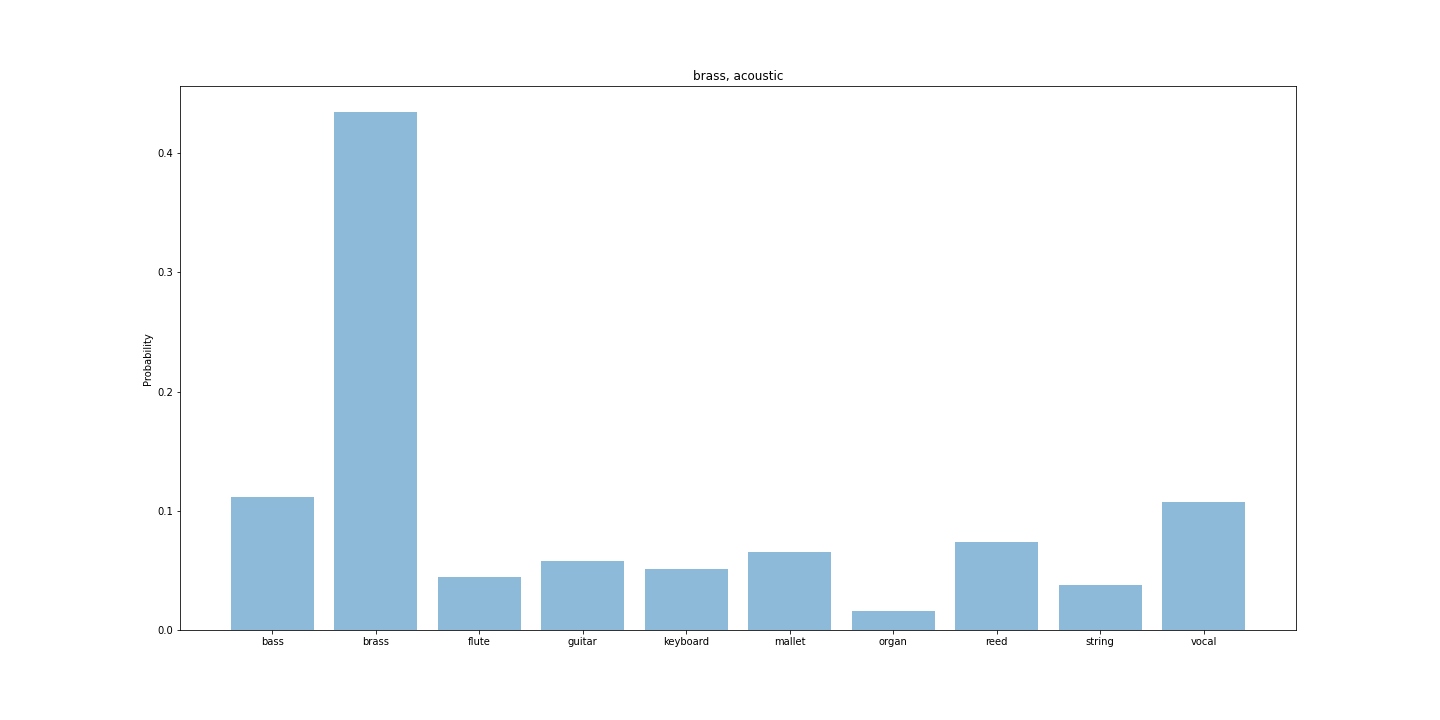 brass, acoustic
Probability
0.4
0.3
0.2
0.1
0.0
bass brass flute guitar keyboard mallet organ reed string vocal